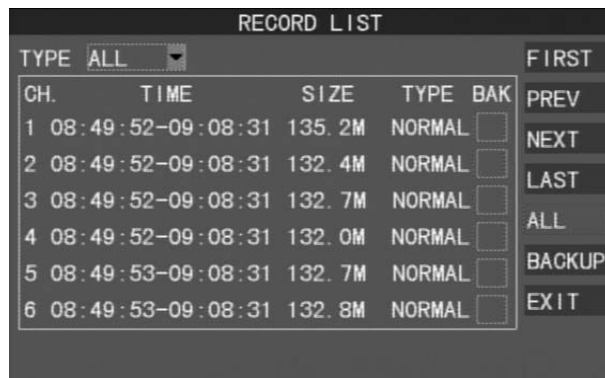 RECORD LIST
TYPE ALL
CH. TIME SIZE TYPE BAK
1 08:49:52-09:08:31 135.2M NORMAL
2 08:49:52-09:08:31 132.4M NORMAL
3 08:49:52-09:08:31 132.7M NORMAL
4 08:49:52-09:08:31 132.0M NORMAL
5 08:49:53-09:08:31 132.7M NORMAL
6 08:49:53-09:08:31 132.8M NORMAL
FIRST
PREV
NEXT
LAST
ALL
BACKUP
EXIT